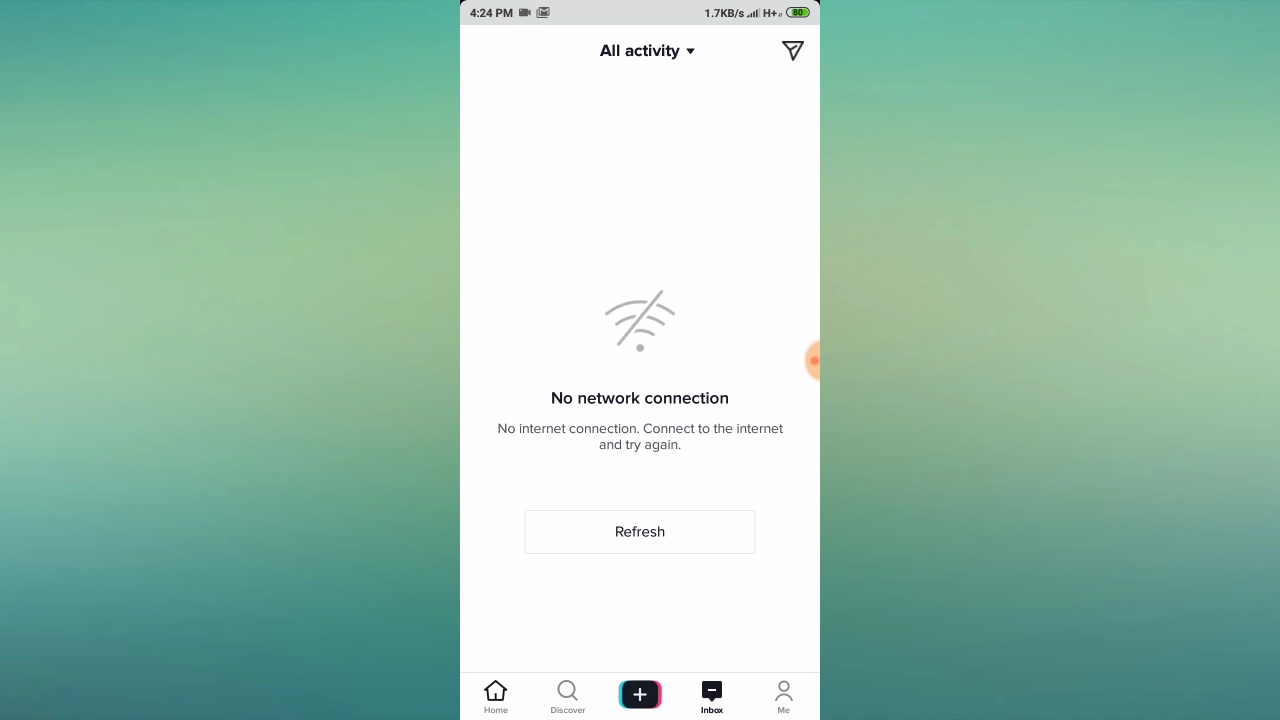 4:24 PM 1.7KB/s H+ 80
All activity
No network connection
No internet connection. Connect to the internet
and try again.
Refresh
Home Discover Inbox Me